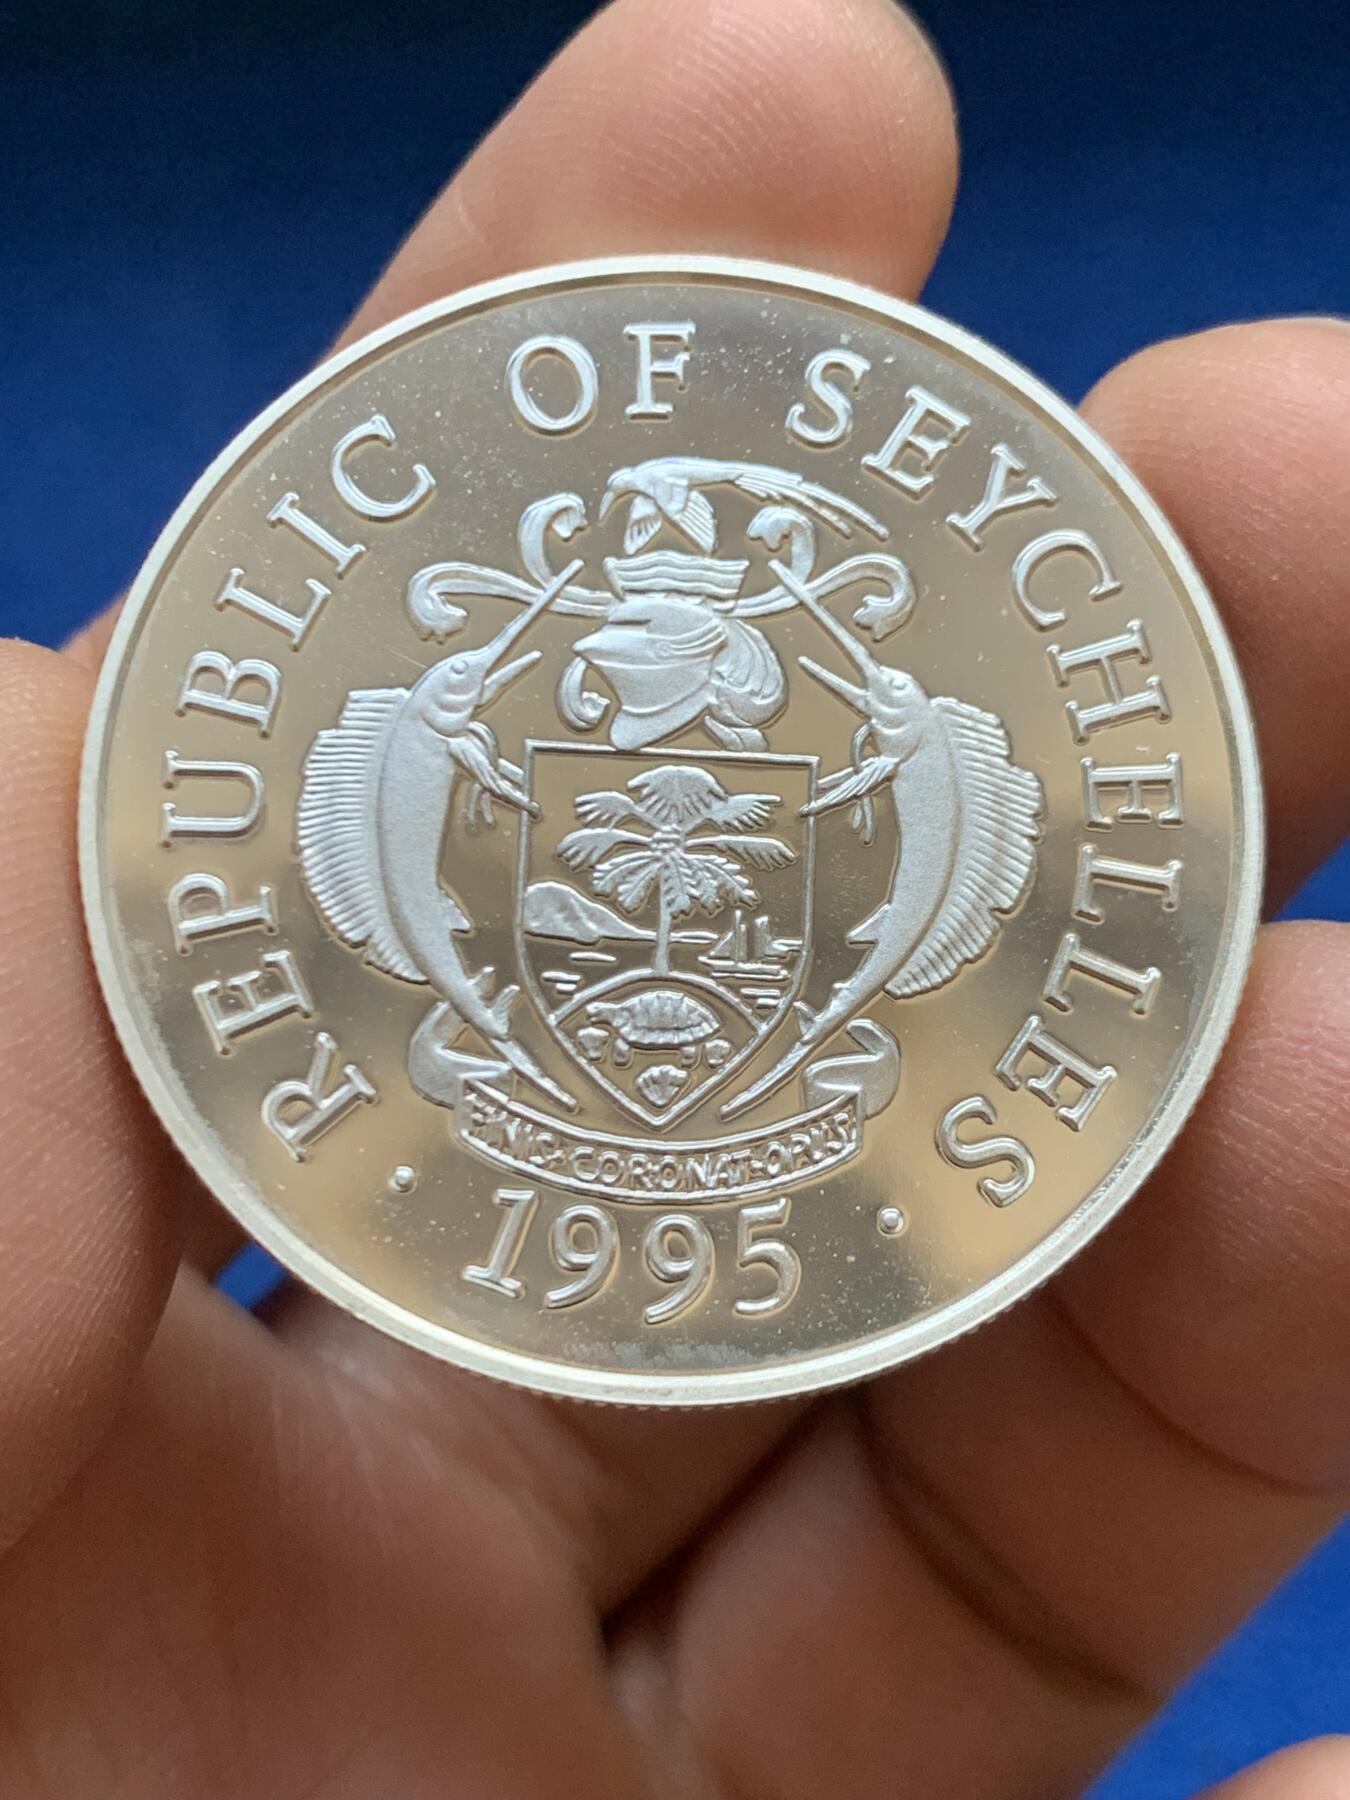 REPUBLIC OF SEYCHELLES
FINIS•CORONAT•OPUS
• 1995 •